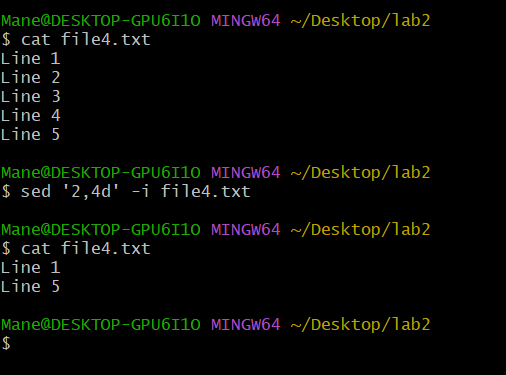 Mane@DESKTOP-GPU6I1O MINGW64 ~/Desktop/lab2
$ cat file4.txt
Line 1
Line 2
Line 3
Line 4
Line 5
Mane@DESKTOP-GPU6I1O MINGW64 ~/Desktop/lab2
$ sed '2,4d' -i file4.txt
Mane@DESKTOP-GPU6I1O MINGW64 ~/Desktop/lab2
$ cat file4.txt
Line 1
Line 5
Mane@DESKTOP-GPU6I1O MINGW64 ~/Desktop/lab2
$